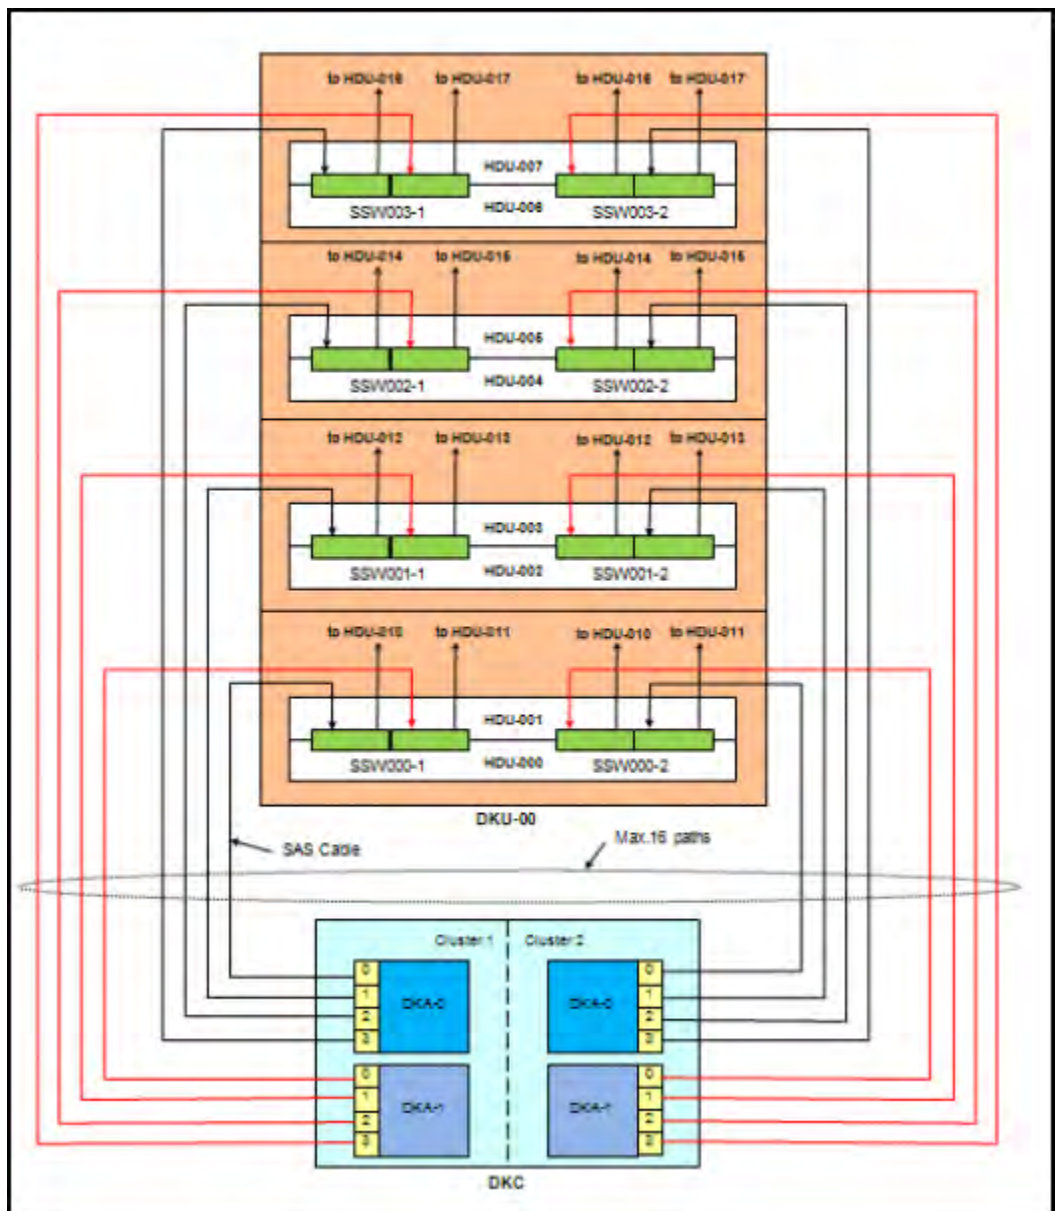 to HDU-016 to HDU-017 to HDU-016 to HDU-017
HDU-007
SSW003-1 HDU-006 SSW003-2
to HDU-014 to HDU-015 to HDU-014 to HDU-015
HDU-005
SSW002-1 HDU-004 SSW002-2
to HDU-012 to HDU-013 to HDU-012 to HDU-013
HDU-003
SSW001-1 HDU-002 SSW001-2
to HDU-010 to HDU-011 to HDU-010 to HDU-011
HDU-001
SSW000-1 HDU-000 SSW000-2
DKU-00
SAS Cable Max.16 paths
Cluster 1 Cluster 2
0 0
1 DKA-0 DKA-0 1
2 2
3 3
0 0
1 DKA-1 DKA-1 1
2 2
3 3
DKC